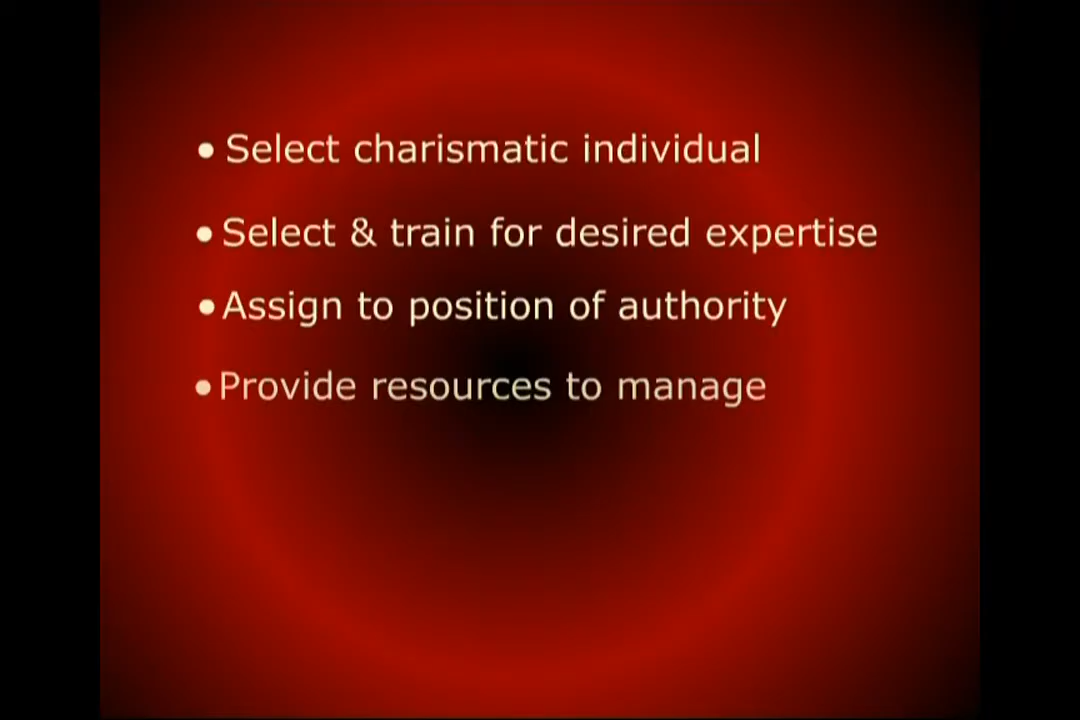 • Select charismatic individual
• Select & train for desired expertise
• Assign to position of authority
• Provide resources to manage